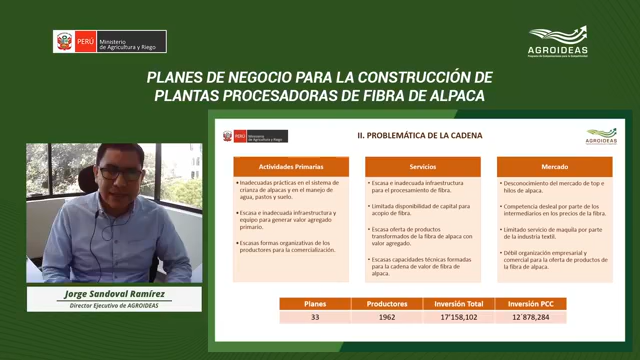 PERÚ
Ministerio
de Agricultura y Riego
AGROIDEAS
PLANES DE NEGOCIO PARA LA CONSTRUCCIÓN DE
PLANTAS PROCESADORAS DE FIBRA DE ALPACA
Jorge Sandoval Ramírez
Director Ejecutivo de AGROIDEAS
II. PROBLEMÁTICA DE LA CADENA
AGROIDEAS
Actividades Primarias
• Inadecuadas prácticas en el sistema de
crianza de alpacas y en el manejo de
agua, pastos y suelo.
• Escasa e inadecuada infraestructura y
equipo para generar valor agregado
primario.
• Escasas formas organizativas de los
productores para la comercialización.
Servicios
• Escasa e inadecuada infraestructura
para el procesamiento de fibra.
• Limitada disponibilidad de capital para
acopio de fibra.
• Escasa oferta de productos
transformados de la fibra de alpaca con
valor agregado.
• Escasas capacidades técnicas formadas
para la cadena de valor de fibra de
alpaca.
Mercado
• Desconocimiento del mercado de top e
hilos de alpaca.
• Competencia desleal por parte de los
intermediarios en los precios de la fibra.
• Limitado servicio de maquila por parte
de la industria textil.
• Débil organización empresarial y
comercial para la oferta de productos de
la fibra de alpaca.
Planes Productores Inversión Total Inversión PCC
33 1962 17'158,102 12´878,284